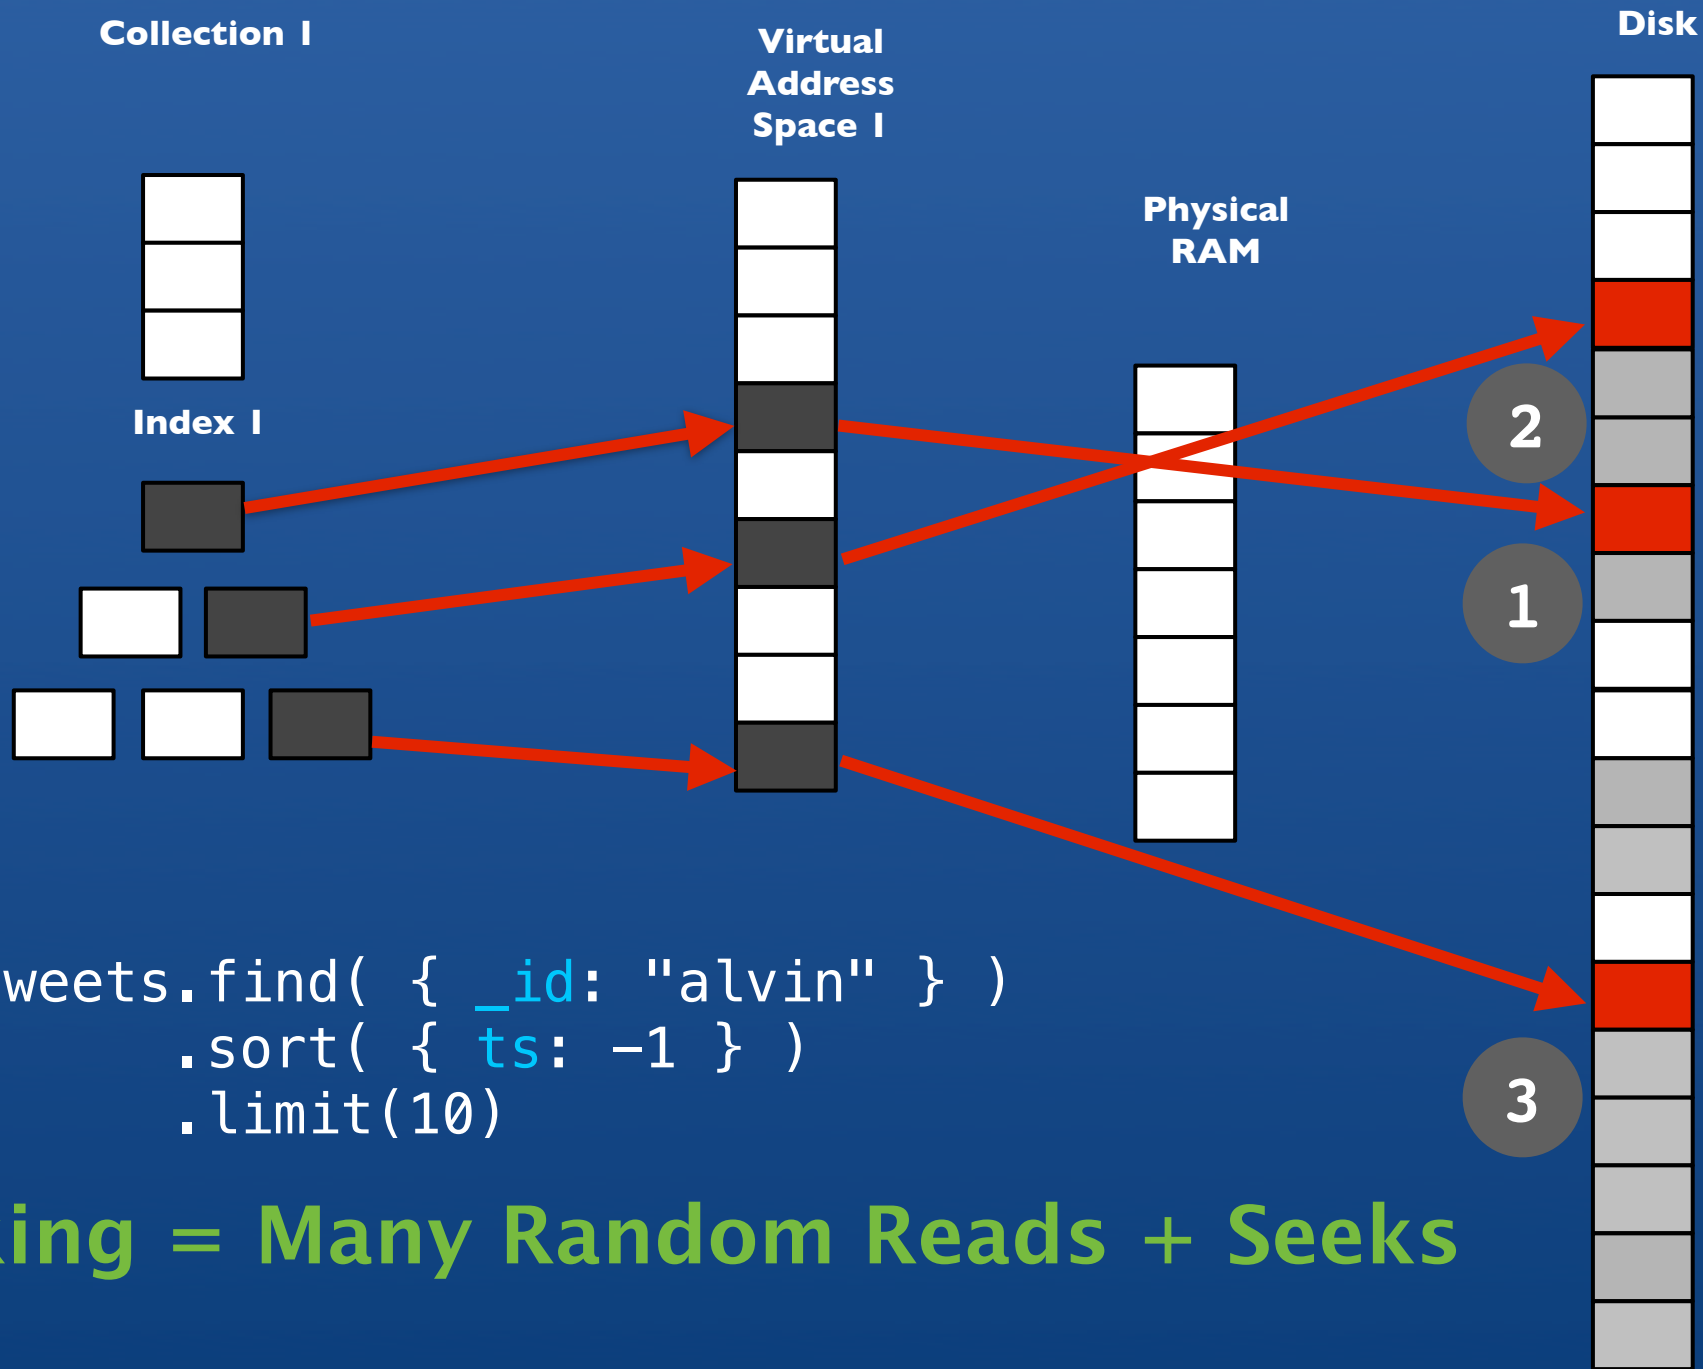 Collection 1
Virtual
Address
Space 1
Disk
Physical
RAM
Index 1
2
1
3
weets.find( { _id: "alvin" } )
.sort( { ts: -1 } )
.limit(10)
ing = Many Random Reads + Seeks